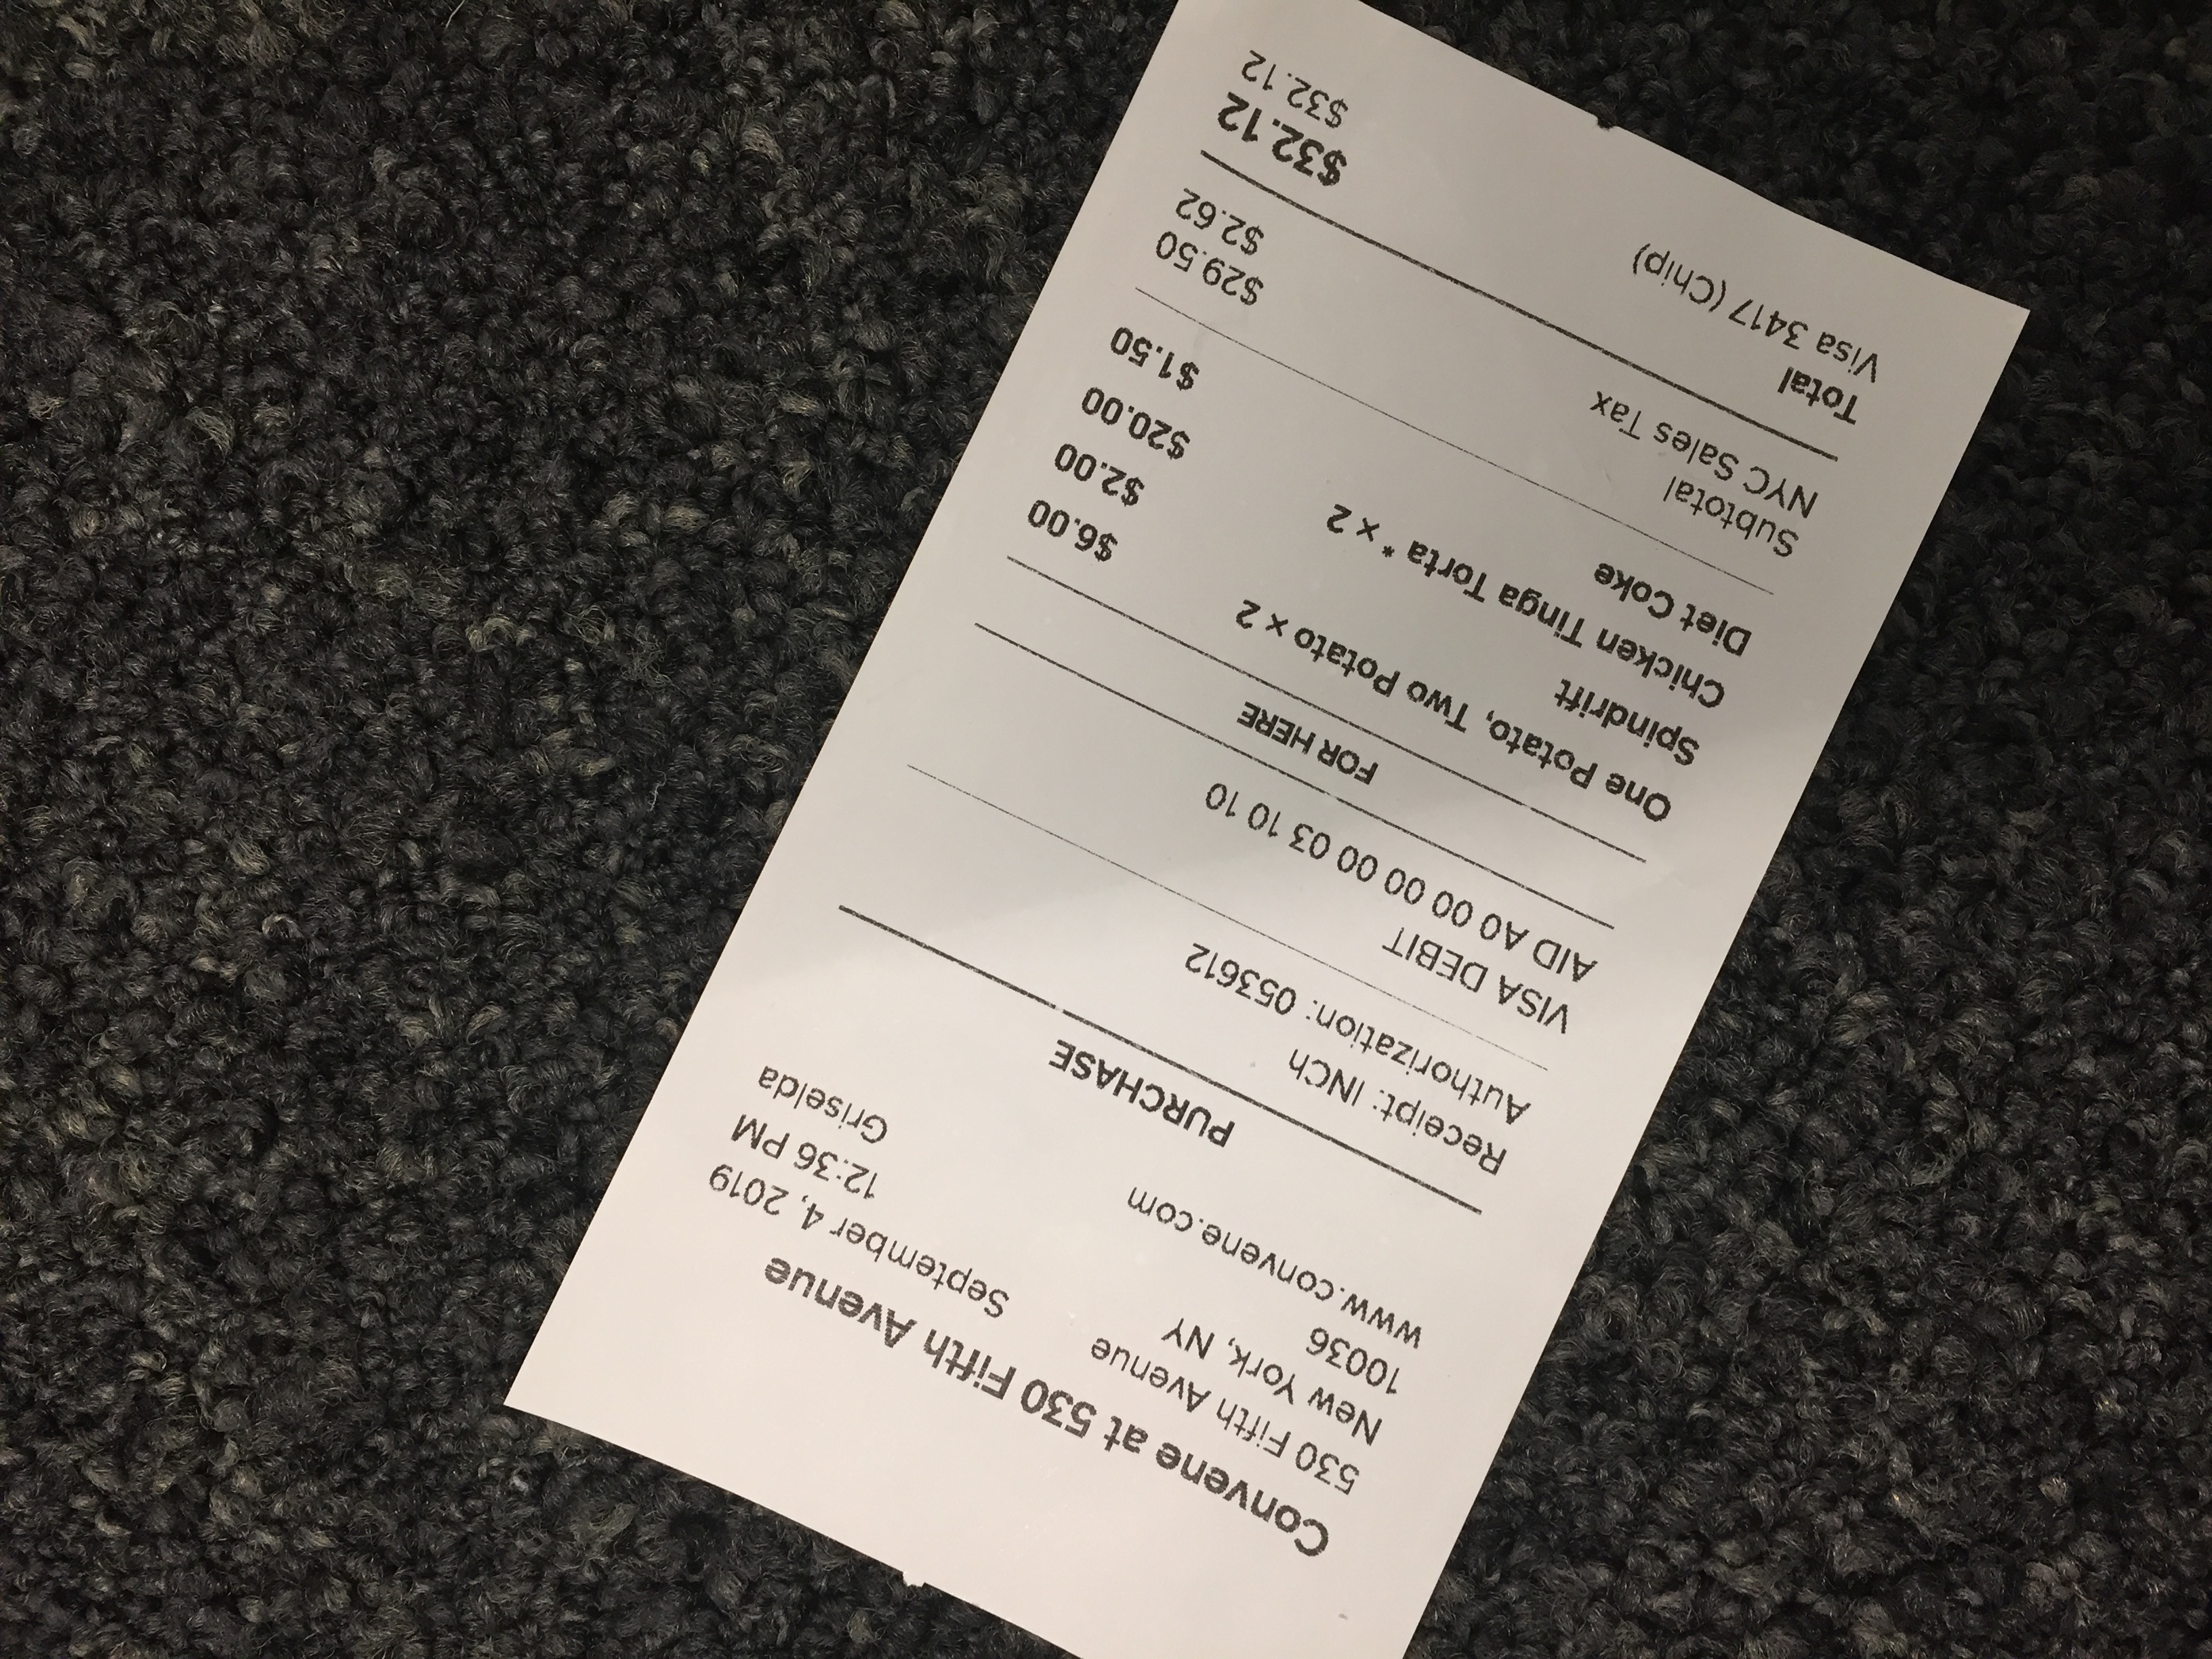 Convene at 530 Fifth Avenue
530 Fifth Avenue September 4, 2019
New York, NY 12:36 PM
10036 Griselda
www.convene.com
PURCHASE
Receipt: INCh
Authorization: 053612
VISA DEBIT
AID A0 00 00 00 03 10 10
FOR HERE
One Potato, Two Potato x 2 $6.00
Spindrift $2.00
Chicken Tinga Torta * x 2 $20.00
Diet Coke $1.50
Subtotal $29.50
NYC Sales Tax $2.62
Total $32.12
Visa 3417 (Chip) $32.12